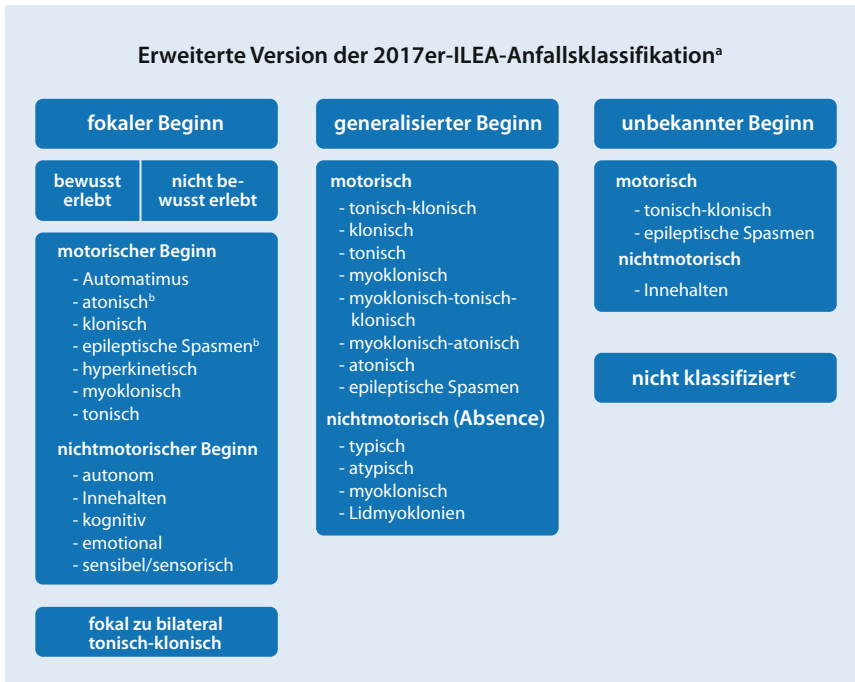 Erweiterte Version der 2017er-ILEA-Anfallsklassifikationᵃ
fokaler Beginn
bewusst
erlebt
nicht be-
wusst erlebt
motorischer Beginn
- Automatimus
- atonischᵇ
- klonisch
- epileptische Spasmenᵇ
- hyperkinetisch
- myoklonisch
- tonisch
nichtmotorischer Beginn
- autonom
- Innehalten
- kognitiv
- emotional
- sensibel/sensorisch
fokal zu bilateral
tonisch-klonisch
generalisierter Beginn
motorisch
- tonisch-klonisch
- klonisch
- tonisch
- myoklonisch
- myoklonisch-tonisch-
klonisch
- myoklonisch-atonisch
- atonisch
- epileptische Spasmen
nichtmotorisch (Absence)
- typisch
- atypisch
- myoklonisch
- Lidmyoklonien
unbekannter Beginn
motorisch
- tonisch-klonisch
- epileptische Spasmen
nichtmotorisch
- Innehalten
nicht klassifiziertᶜ